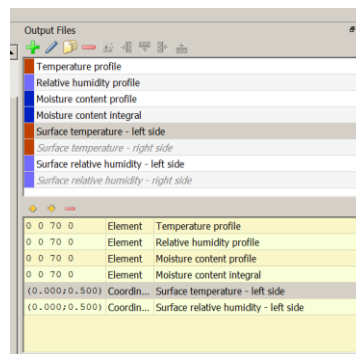 Output Files
Temperature profile
Relative humidity profile
Moisture content profile
Moisture content integral
Surface temperature - left side
Surface temperature - right side
Surface relative humidity - left side
Surface relative humidity - right side
0 0 70 0 Element Temperature profile
0 0 70 0 Element Relative humidity profile
0 0 70 0 Element Moisture content profile
0 0 70 0 Element Moisture content integral
(0.000;0.500) Coordin... Surface temperature - left side
(0.000;0.500) Coordin... Surface relative humidity - left side